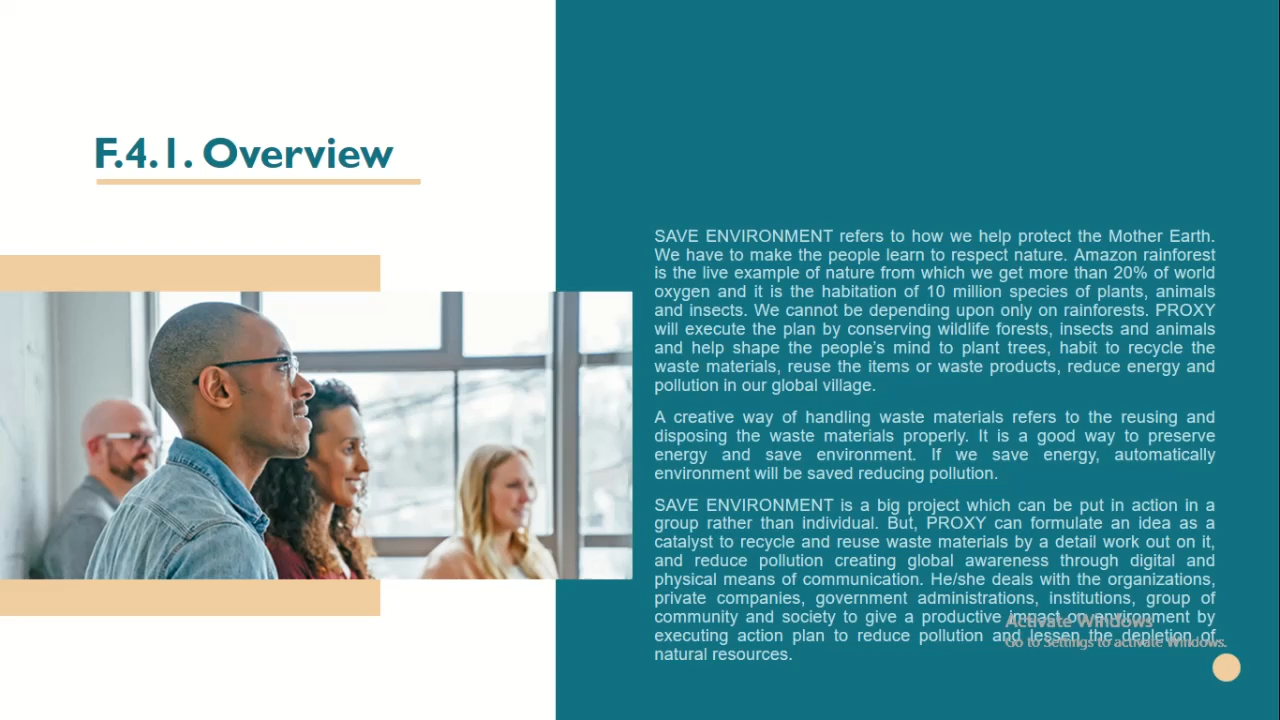 F.4.1. Overview
SAVE ENVIRONMENT refers to how we help protect the Mother Earth.
We have to make the people learn to respect nature. Amazon rainforest
is the live example of nature from which we get more than 20% of world
oxygen and it is the habitation of 10 million species of plants, animals
and insects. We cannot be depending upon only on rainforests. PROXY
will execute the plan by conserving wildlife forests, insects and animals
and help shape the people’s mind to plant trees, habit to recycle the
waste materials, reuse the items or waste products, reduce energy and
pollution in our global village.
A creative way of handling waste materials refers to the reusing and
disposing the waste materials properly. It is a good way to preserve
energy and save environment. If we save energy, automatically
environment will be saved reducing pollution.
SAVE ENVIRONMENT is a big project which can be put in action in a
group rather than individual. But, PROXY can formulate an idea as a
catalyst to recycle and reuse waste materials by a detail work out on it,
and reduce pollution creating global awareness through digital and
physical means of communication. He/she deals with the organizations,
private companies, government administrations, institutions, group of
community and society to give a productive impact on environment by
executing action plan to reduce pollution and lessen the depletion of
natural resources.
Activate Windows
Go to Settings to activate Windows.